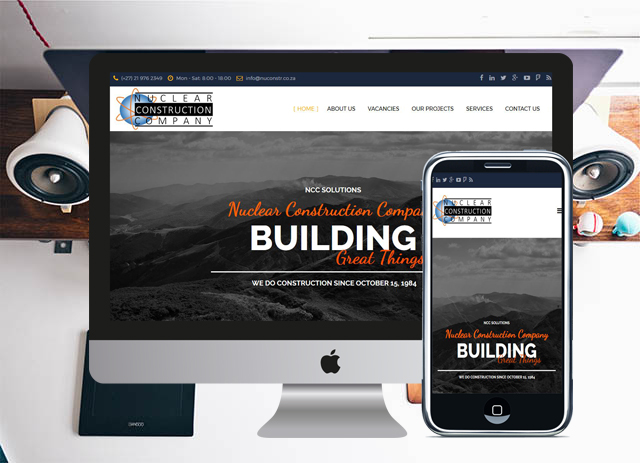 (+27) 21 976 2349 Mon - Sat: 8:00 - 18:00 info@nuconstr.co.za
NUCLEAR
CONSTRUCTION
COMPANY
[ HOME ] ABOUT US VACANCIES OUR PROJECTS SERVICES CONTACT US
NCC SOLUTIONS
Nuclear Construction Company
BUILDING
Great Things
WE DO CONSTRUCTION SINCE OCTOBER 15, 1984
NUCLEAR
CONSTRUCTION
COMPANY
NCC SOLUTIONS
Nuclear Construction Company
BUILDING
Great Things
WE DO CONSTRUCTION SINCE OCTOBER 15, 1984